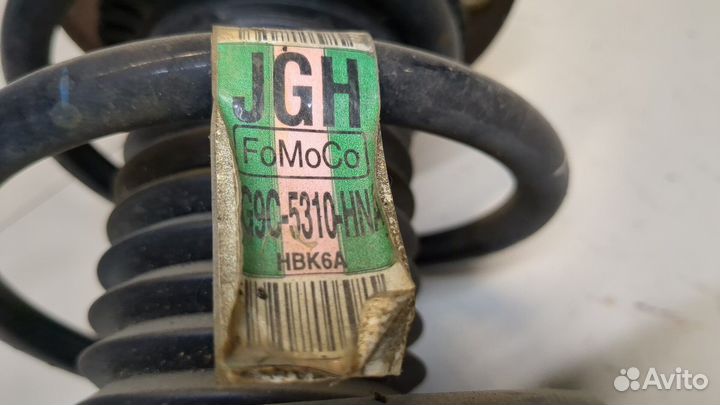 JGH
FoMoCo
G9C-5310-HNA
HBK6A
Avito